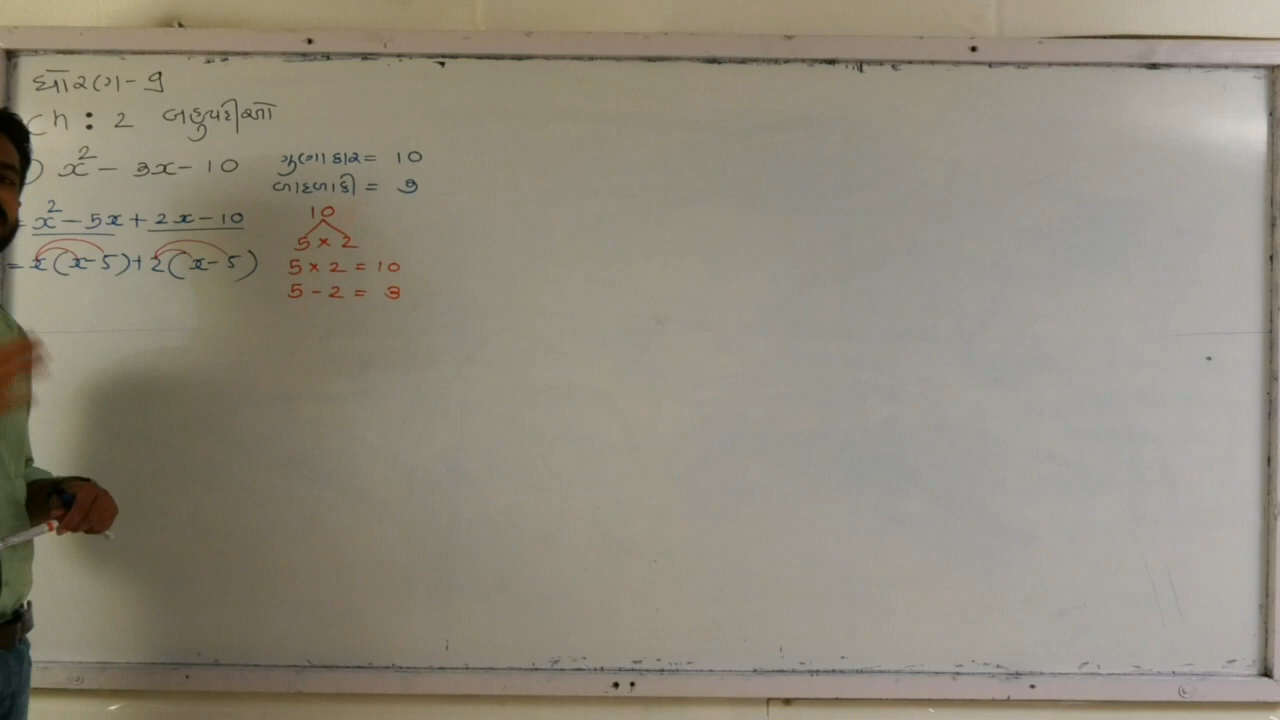 ધોરણ-9
Ch : 2 બહુપદીઓ
) x² - 3x - 10
ગુણાકાર = 10
બાદબાકી = 3
= x² - 5x + 2x - 10
= x(x-5)+2(x-5)
10
5 × 2
5 × 2 = 10
5 - 2 = 3